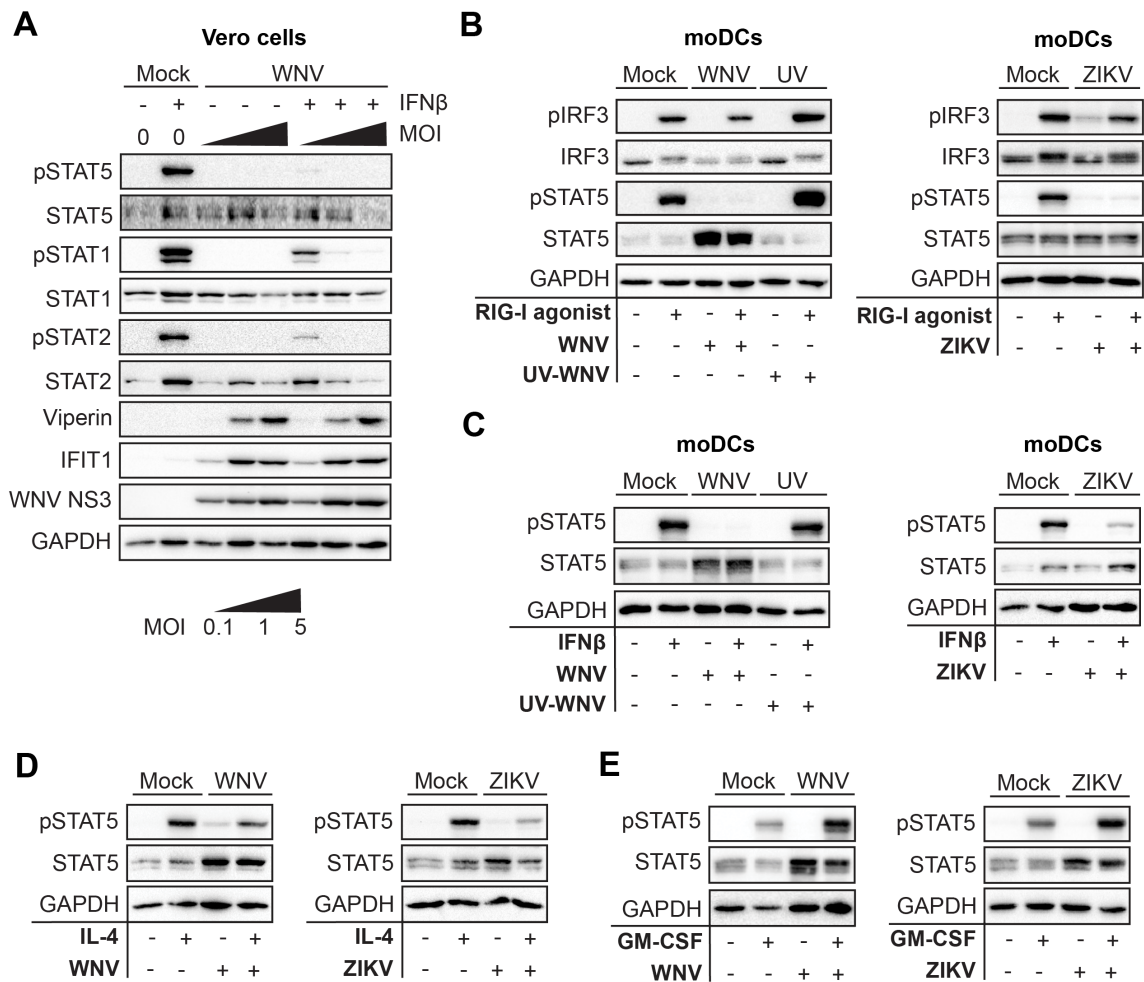 A
Vero cells
Mock WNV
- + - - - + + + IFNβ
0 0 MOI
pSTAT5
STAT5
pSTAT1
STAT1
pSTAT2
STAT2
Viperin
IFIT1
WNV NS3
GAPDH
MOI 0.1 1 5
B
moDCs
Mock WNV UV
pIRF3
IRF3
pSTAT5
STAT5
GAPDH
RIG-I agonist - + - + - +
WNV - - + + - -
UV-WNV - - - - + +
moDCs
Mock ZIKV
pIRF3
IRF3
pSTAT5
STAT5
GAPDH
RIG-I agonist - + - +
ZIKV - - + +
C
moDCs
Mock WNV UV
pSTAT5
STAT5
GAPDH
IFNβ - + - + - +
WNV - - + + - -
UV-WNV - - - - + +
moDCs
Mock ZIKV
pSTAT5
STAT5
GAPDH
IFNβ - + - +
ZIKV - - + +
D
Mock WNV
pSTAT5
STAT5
GAPDH
IL-4 - + - +
WNV - - + +
Mock ZIKV
pSTAT5
STAT5
GAPDH
IL-4 - + - +
ZIKV - - + +
E
Mock WNV
pSTAT5
STAT5
GAPDH
GM-CSF - + - +
WNV - - + +
Mock ZIKV
pSTAT5
STAT5
GAPDH
GM-CSF - + - +
ZIKV - - + +